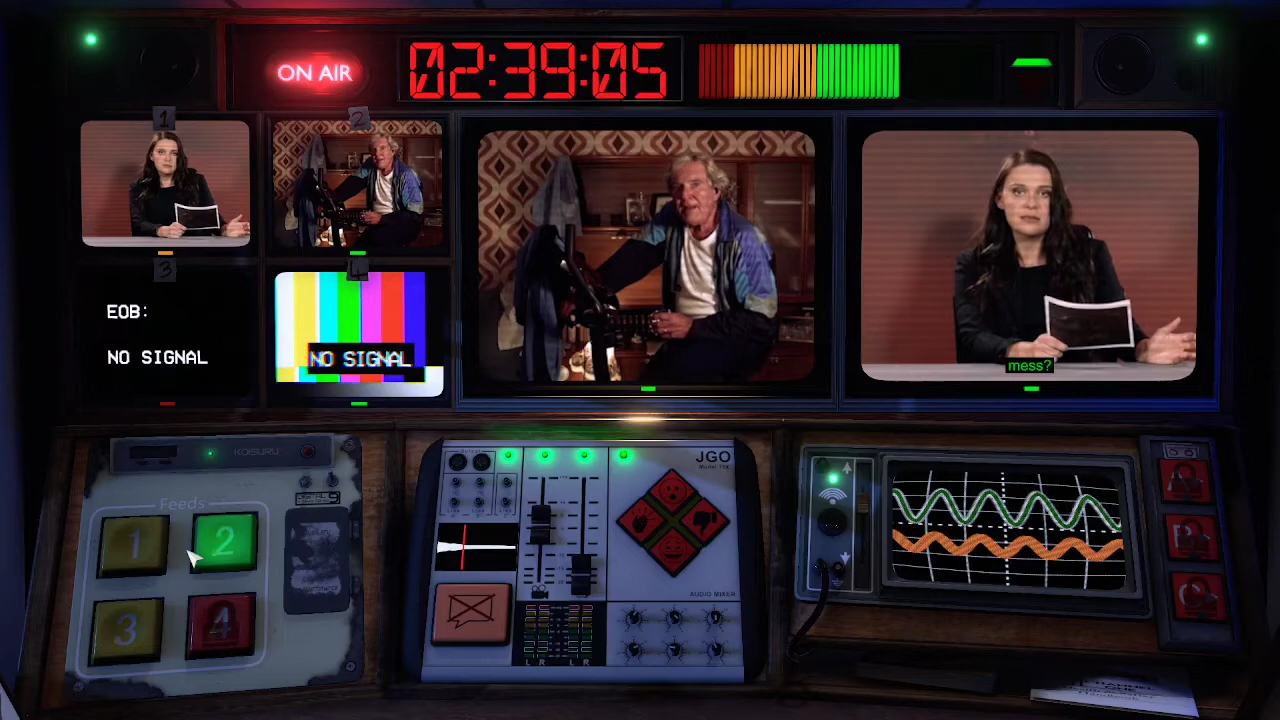 ON AIR
02:39:05
1
2
3
4
EOB:
NO SIGNAL
NO SIGNAL
mess?
KOISURU
Feeds
1
2
3
4
JGO
AUDIO MIXER
L R L R